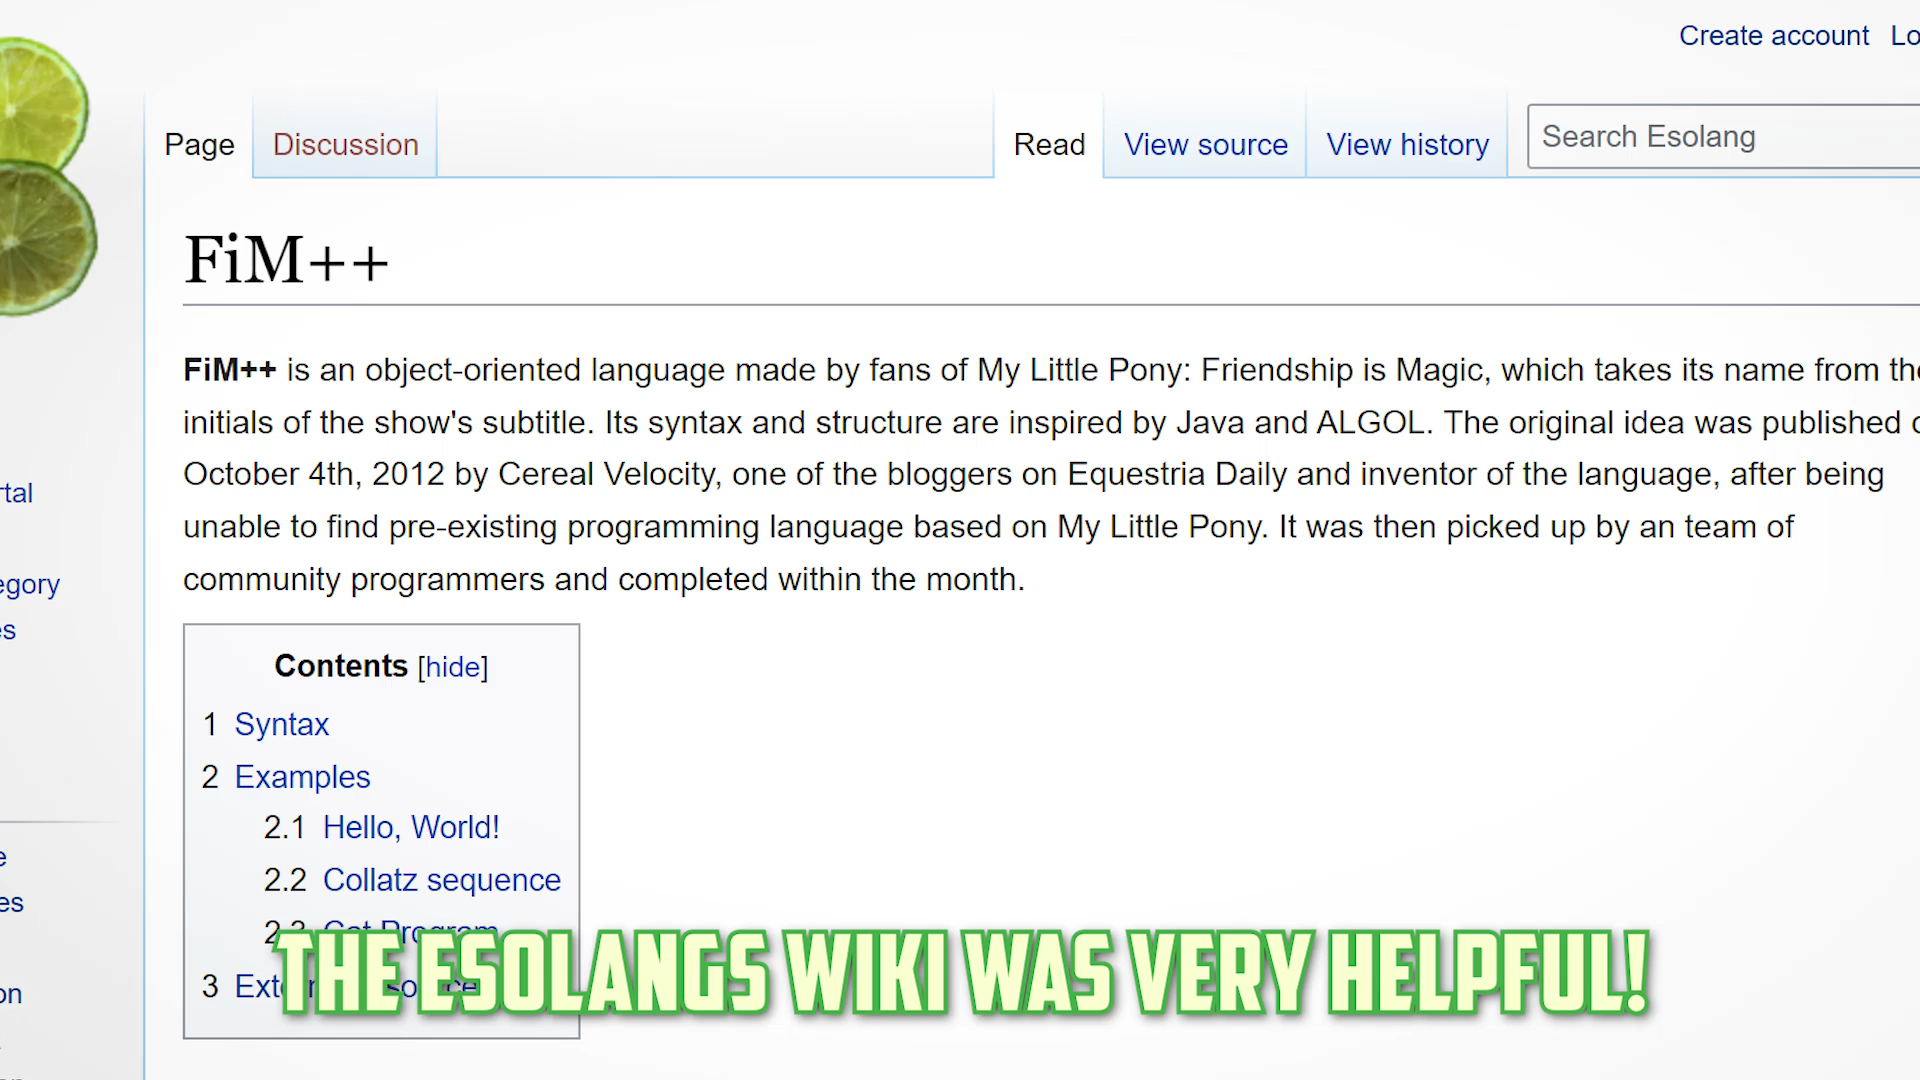 Create account
Page Discussion Read View source View history Search Esolang
FiM++
FiM++ is an object-oriented language made by fans of My Little Pony: Friendship is Magic, which takes its name from the
initials of the show's subtitle. Its syntax and structure are inspired by Java and ALGOL. The original idea was published
October 4th, 2012 by Cereal Velocity, one of the bloggers on Equestria Daily and inventor of the language, after being
unable to find pre-existing programming language based on My Little Pony. It was then picked up by an team of
community programmers and completed within the month.
Contents [hide]
1 Syntax
2 Examples
2.1 Hello, World!
2.2 Collatz sequence
2.3 Cat Program
3
THE ESOLANGS WIKI WAS VERY HELPFUL!